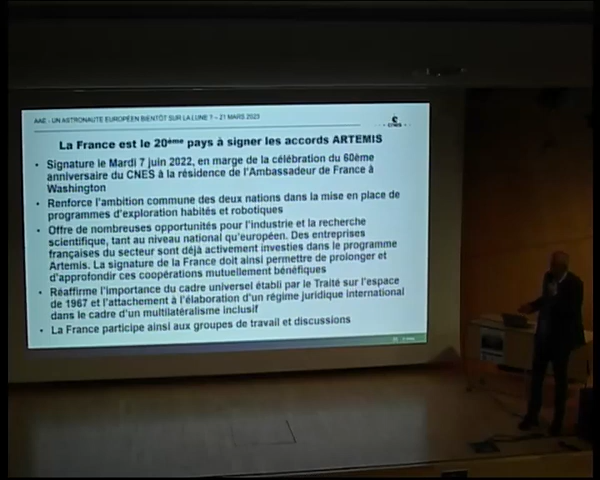 AAE - UN ASTRONAUTE EUROPÉEN BIENTÔT SUR LA LUNE ? – 21 MARS 2023
CNES
La France est le 20ème pays à signer les accords ARTEMIS
• Signature le Mardi 7 juin 2022, en marge de la célébration du 60ème
anniversaire du CNES à la résidence de l'Ambassadeur de France à
Washington
• Renforce l'ambition commune des deux nations dans la mise en place de
programmes d'exploration habités et robotiques
• Offre de nombreuses opportunités pour l'industrie et la recherche
scientifique, tant au niveau national qu'européen. Des entreprises
françaises du secteur sont déjà activement investies dans le programme
Artemis. La signature de la France doit ainsi permettre de prolonger et
d'approfondir ces coopérations mutuellement bénéfiques
• Réaffirme l'importance du cadre universel établi par le Traité sur l'espace
de 1967 et l'attachement à l'élaboration d'un régime juridique international
dans le cadre d'un multilatéralisme inclusif
• La France participe ainsi aux groupes de travail et discussions